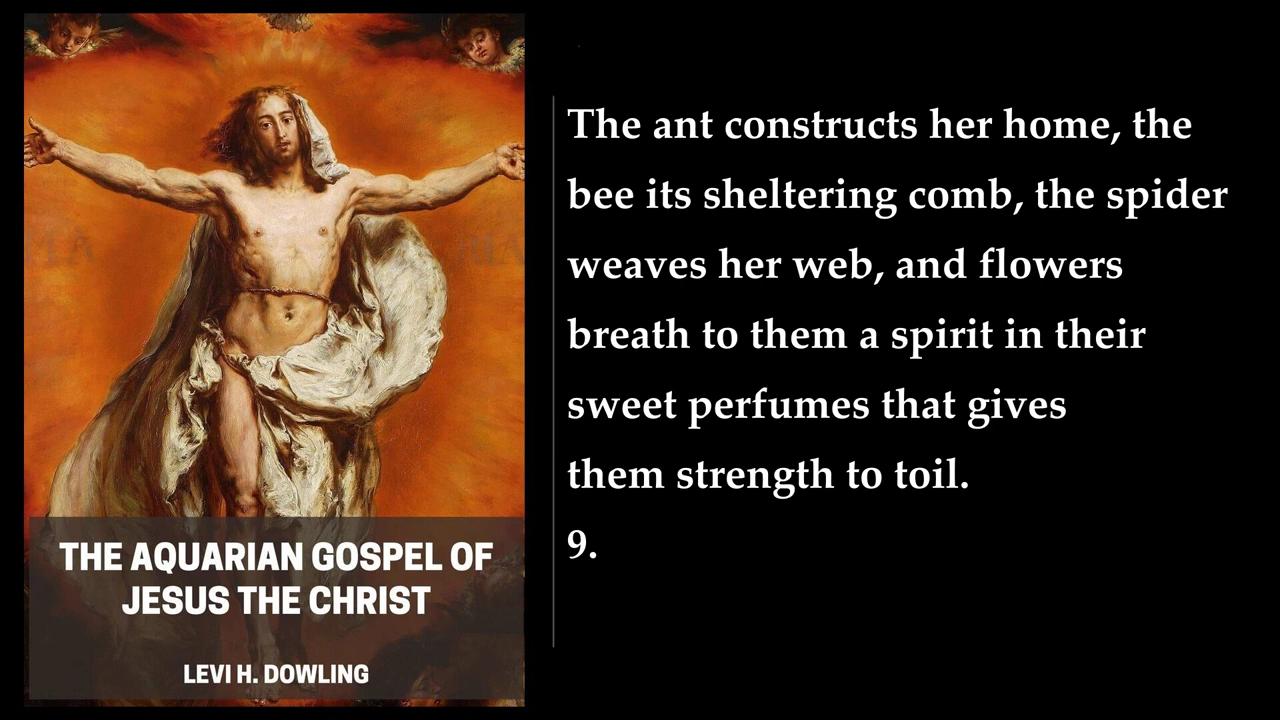 THE AQUARIAN GOSPEL OF
JESUS THE CHRIST
LEVI H. DOWLING
The ant constructs her home, the
bee its sheltering comb, the spider
weaves her web, and flowers
breath to them a spirit in their
sweet perfumes that gives
them strength to toil.
9.